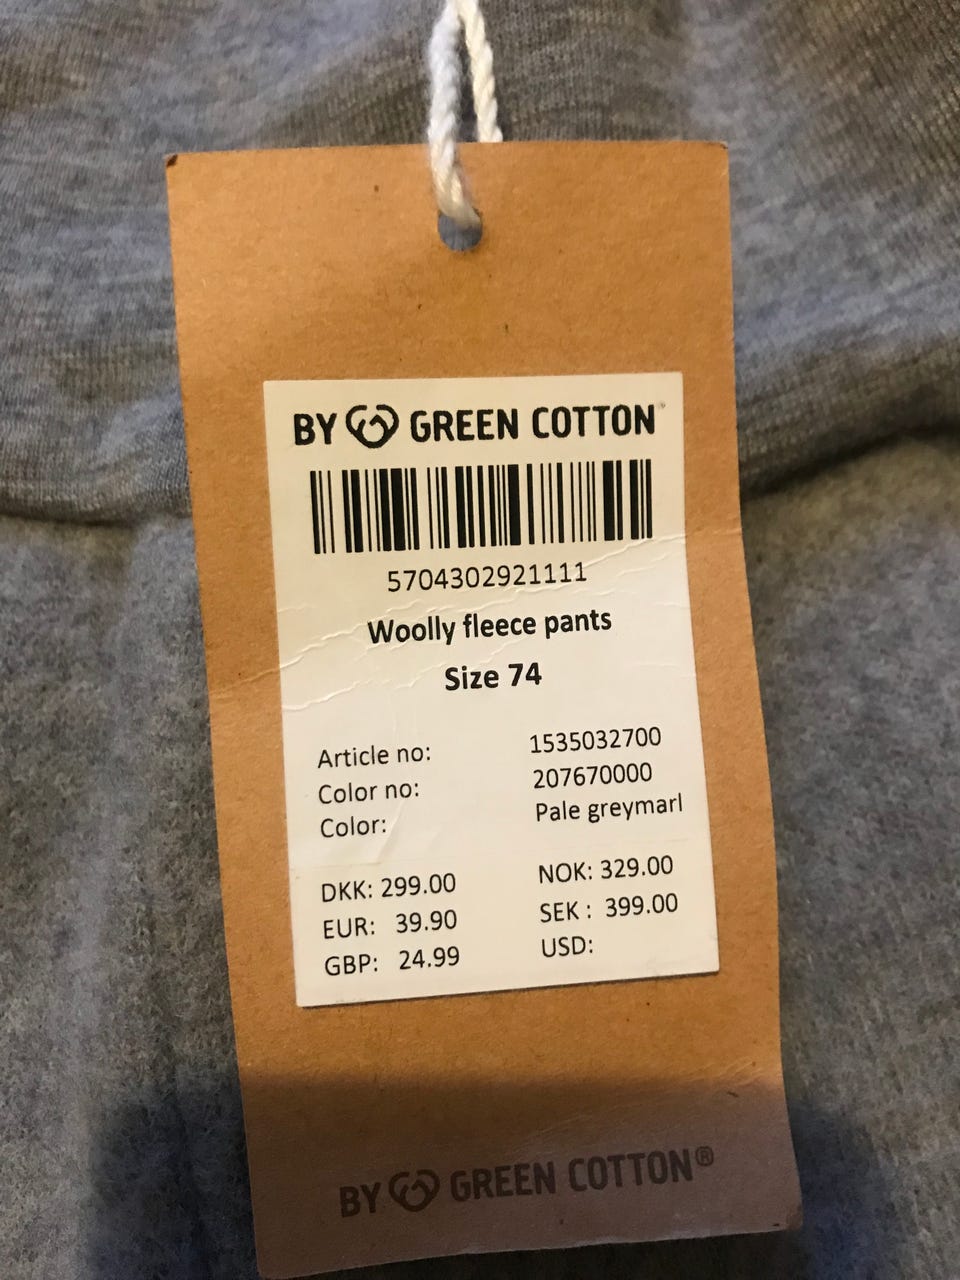 BY GREEN COTTON®
5704302921111
Woolly fleece pants
Size 74
Article no: 1535032700
Color no: 207670000
Color: Pale greymarl
DKK: 299.00 NOK: 329.00
EUR: 39.90 SEK : 399.00
GBP: 24.99 USD:
BY GREEN COTTON®